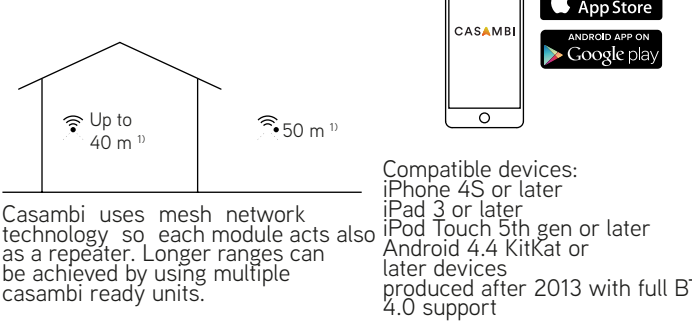 App Store
ANDROID APP ON
Google play
CASAMBI
Up to
40 m 1)
50 m 1)
Casambi uses mesh network
technology so each module acts also
as a repeater. Longer ranges can
be achieved by using multiple
casambi ready units.
Compatible devices:
iPhone 4S or later
iPad 3 or later
iPod Touch 5th gen or later
Android 4.4 KitKat or
later devices
produced after 2013 with full BT
4.0 support